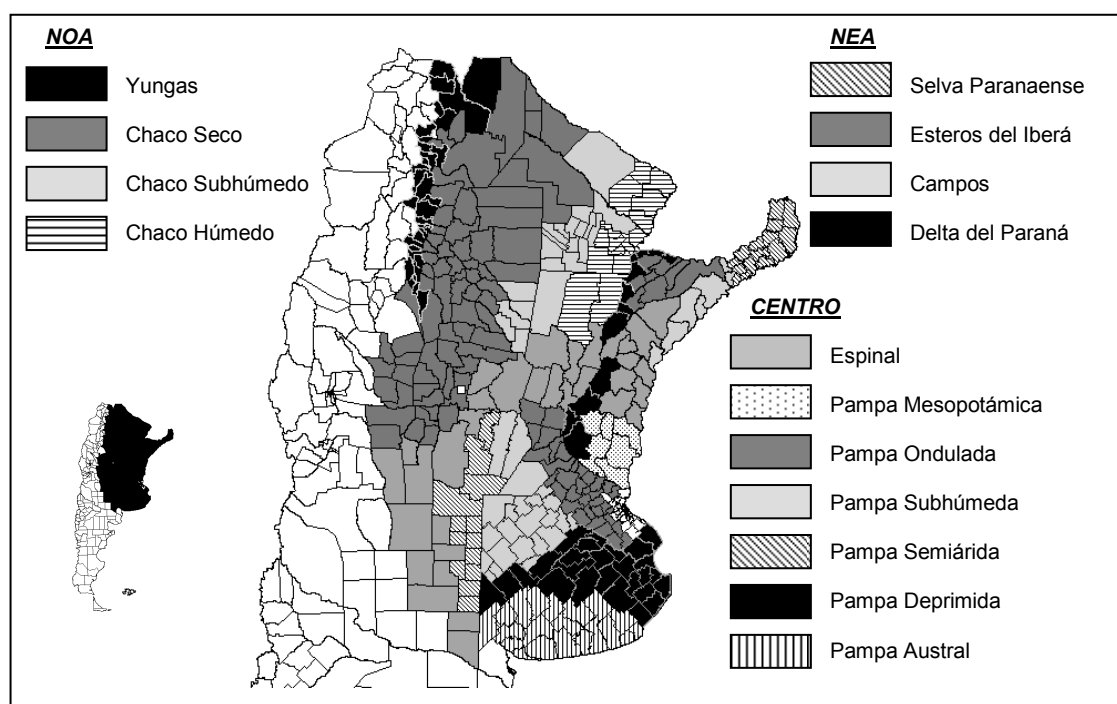 NOA
Yungas
Chaco Seco
Chaco Subhúmedo
Chaco Húmedo
NEA
Selva Paranaense
Esteros del Iberá
Campos
Delta del Paraná
CENTRO
Espinal
Pampa Mesopotámica
Pampa Ondulada
Pampa Subhúmeda
Pampa Semiárida
Pampa Deprimida
Pampa Austral